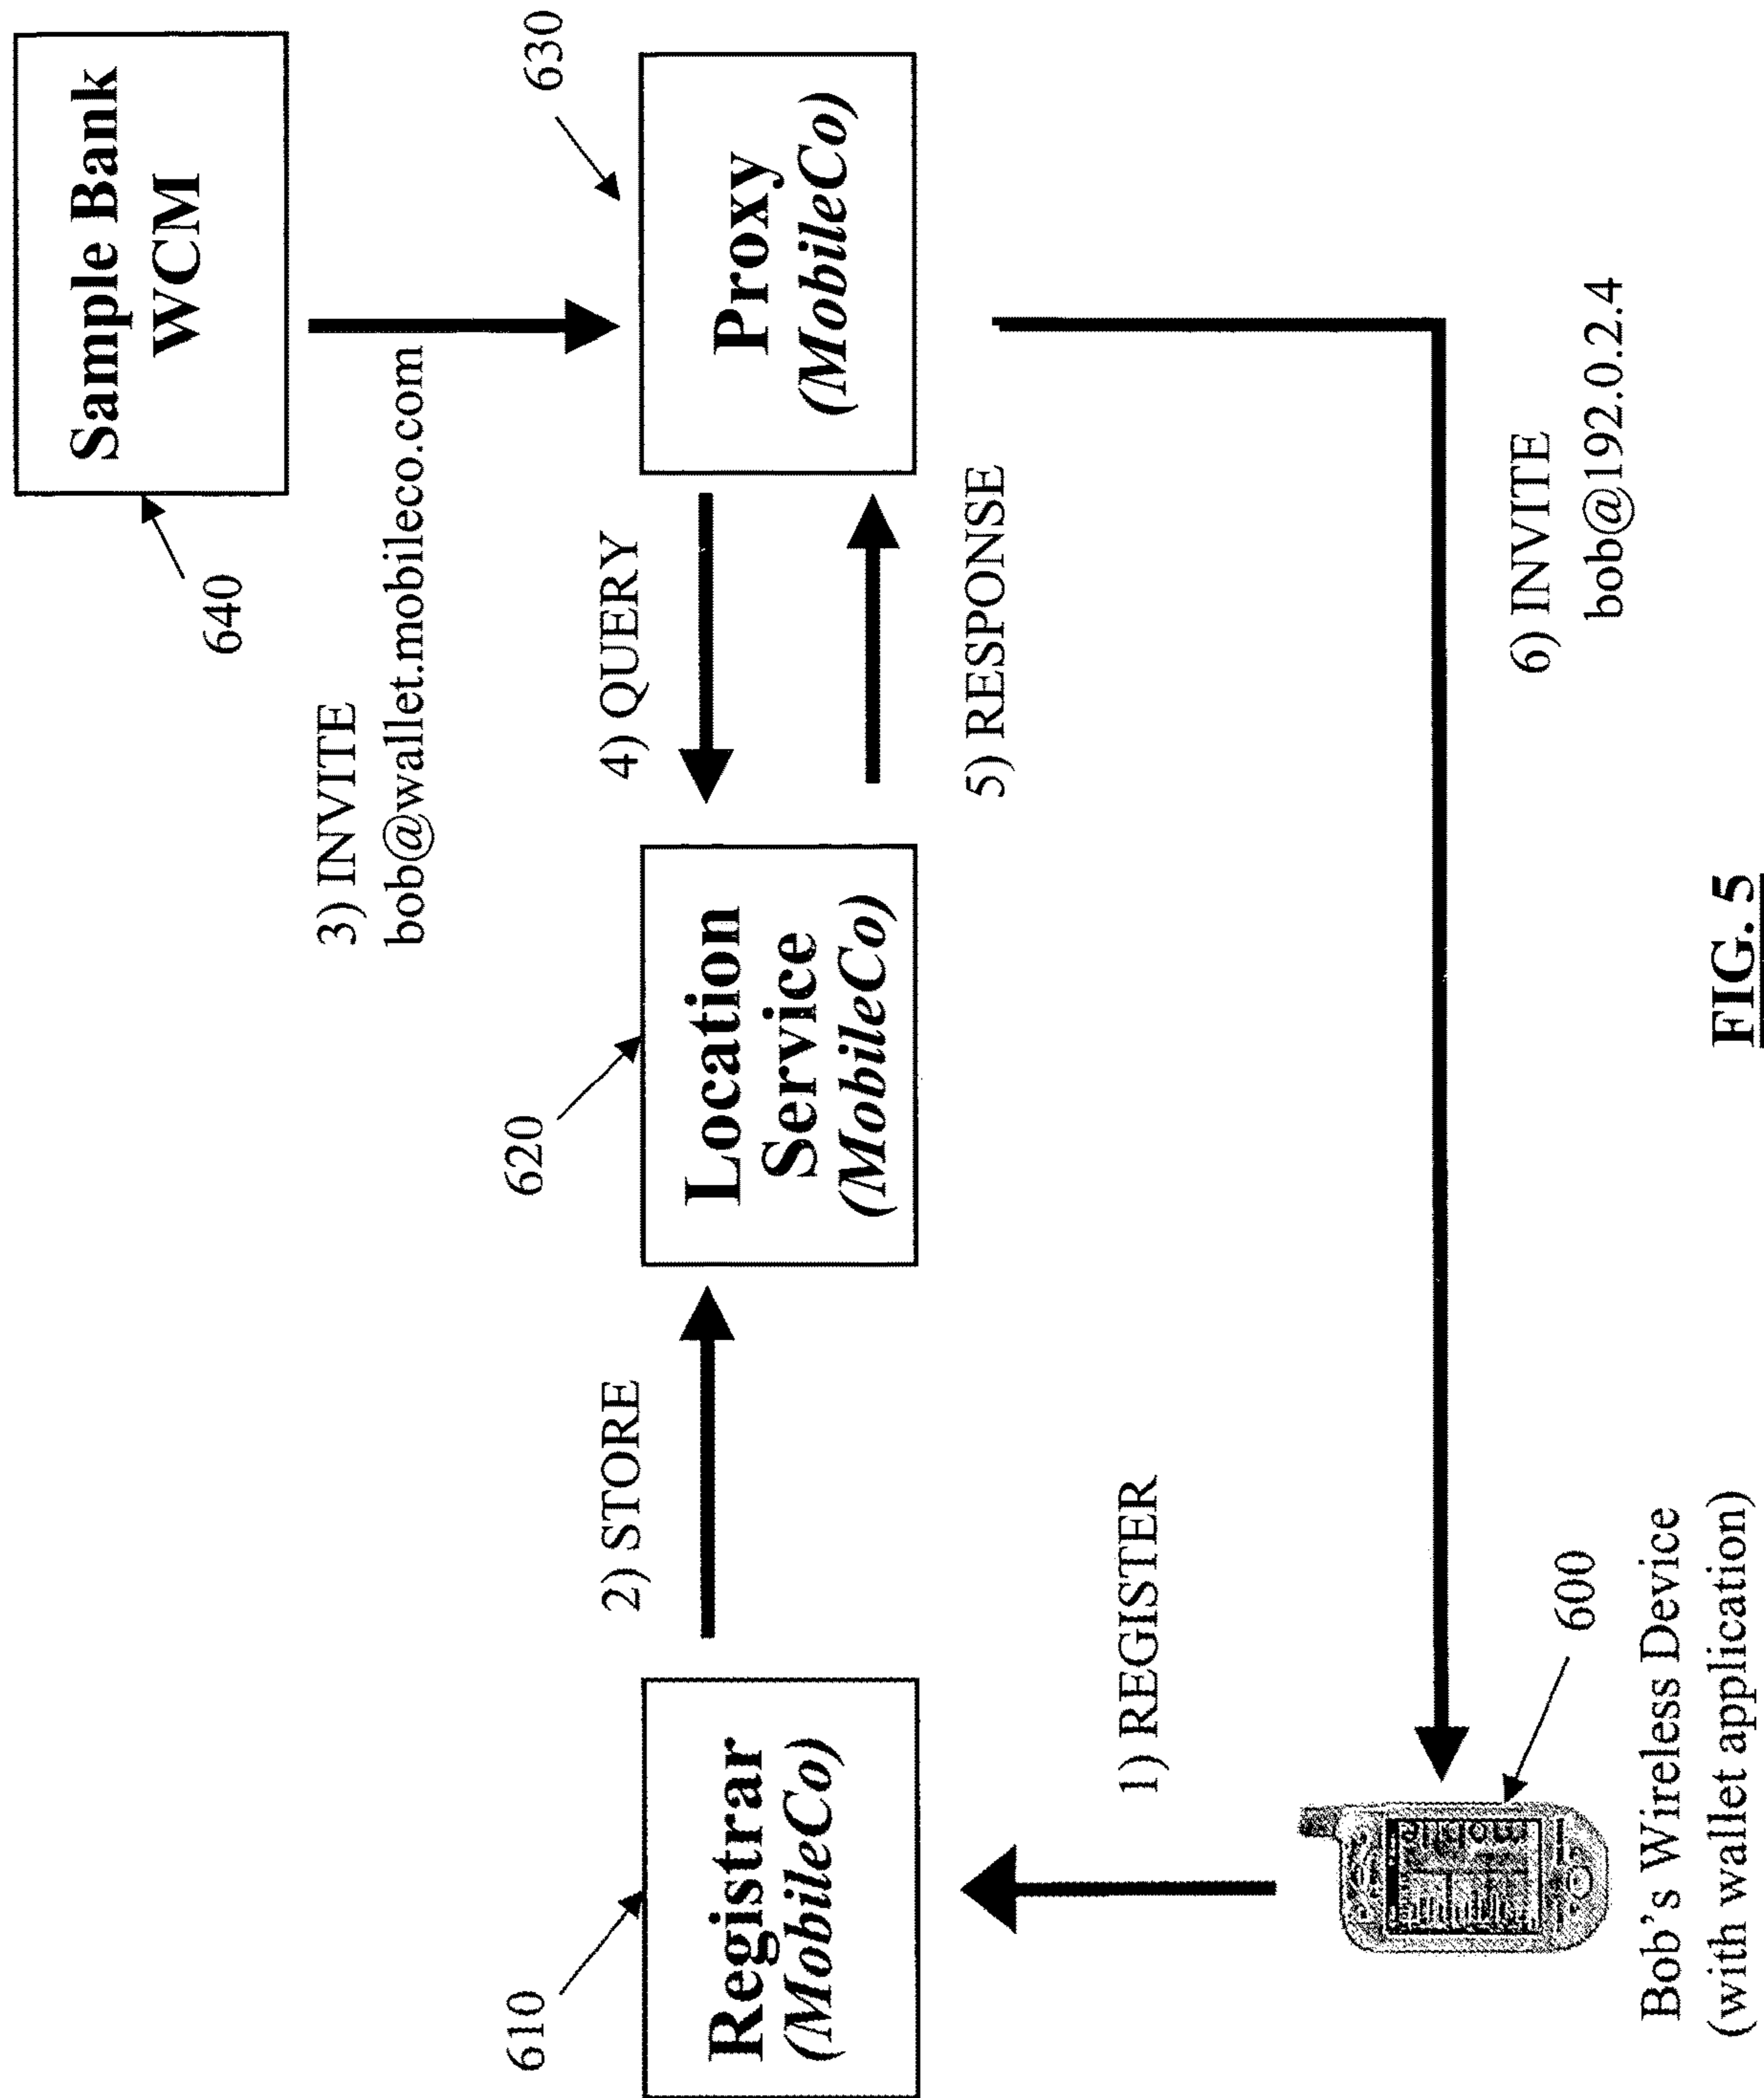 Sample Bank
WCM
640
3) INVITE
bob@wallet.mobileco.com
630
Proxy
(MobileCo)
4) QUERY
5) RESPONSE
620
Location
Service
(MobileCo)
2) STORE
610
Registrar
(MobileCo)
1) REGISTER
6) INVITE
bob@192.0.2.4
mobile
600
Bob's Wireless Device
(with wallet application)
FIG. 5